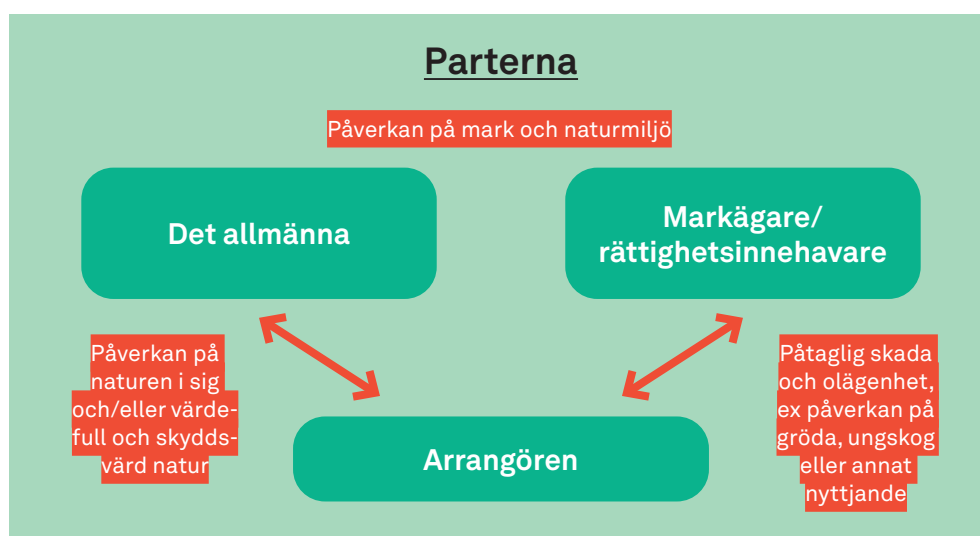 Parterna
Påverkan på mark och naturmiljö
Det allmänna
Markägare/
rättighetsinnehavare
Påverkan på
naturen i sig
och/eller värde-
full och skydds-
värd natur
Påtaglig skada
och olägenhet,
ex påverkan på
gröda, ungskog
eller annat
nyttjande
Arrangören